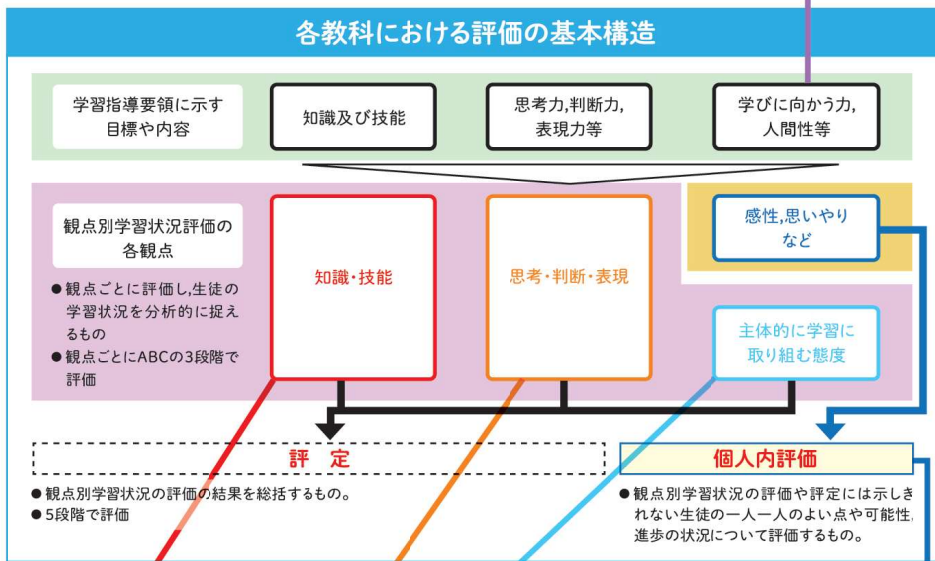 各教科における評価の基本構造
学習指導要領に示す
目標や内容
知識及び技能
思考力,判断力,
表現力等
学びに向かう力,
人間性等
観点別学習状況評価の
各観点
●観点ごとに評価し,生徒の
学習状況を分析的に捉え
るもの
●観点ごとにABCの3段階で
評価
知識・技能
思考・判断・表現
感性,思いやり
など
主体的に学習に
取り組む態度
評 定
●観点別学習状況の評価の結果を総括するもの。
●5段階で評価
個人内評価
●観点別学習状況の評価や評定には示しき
れない生徒の一人一人のよい点や可能性,
進歩の状況について評価するもの。